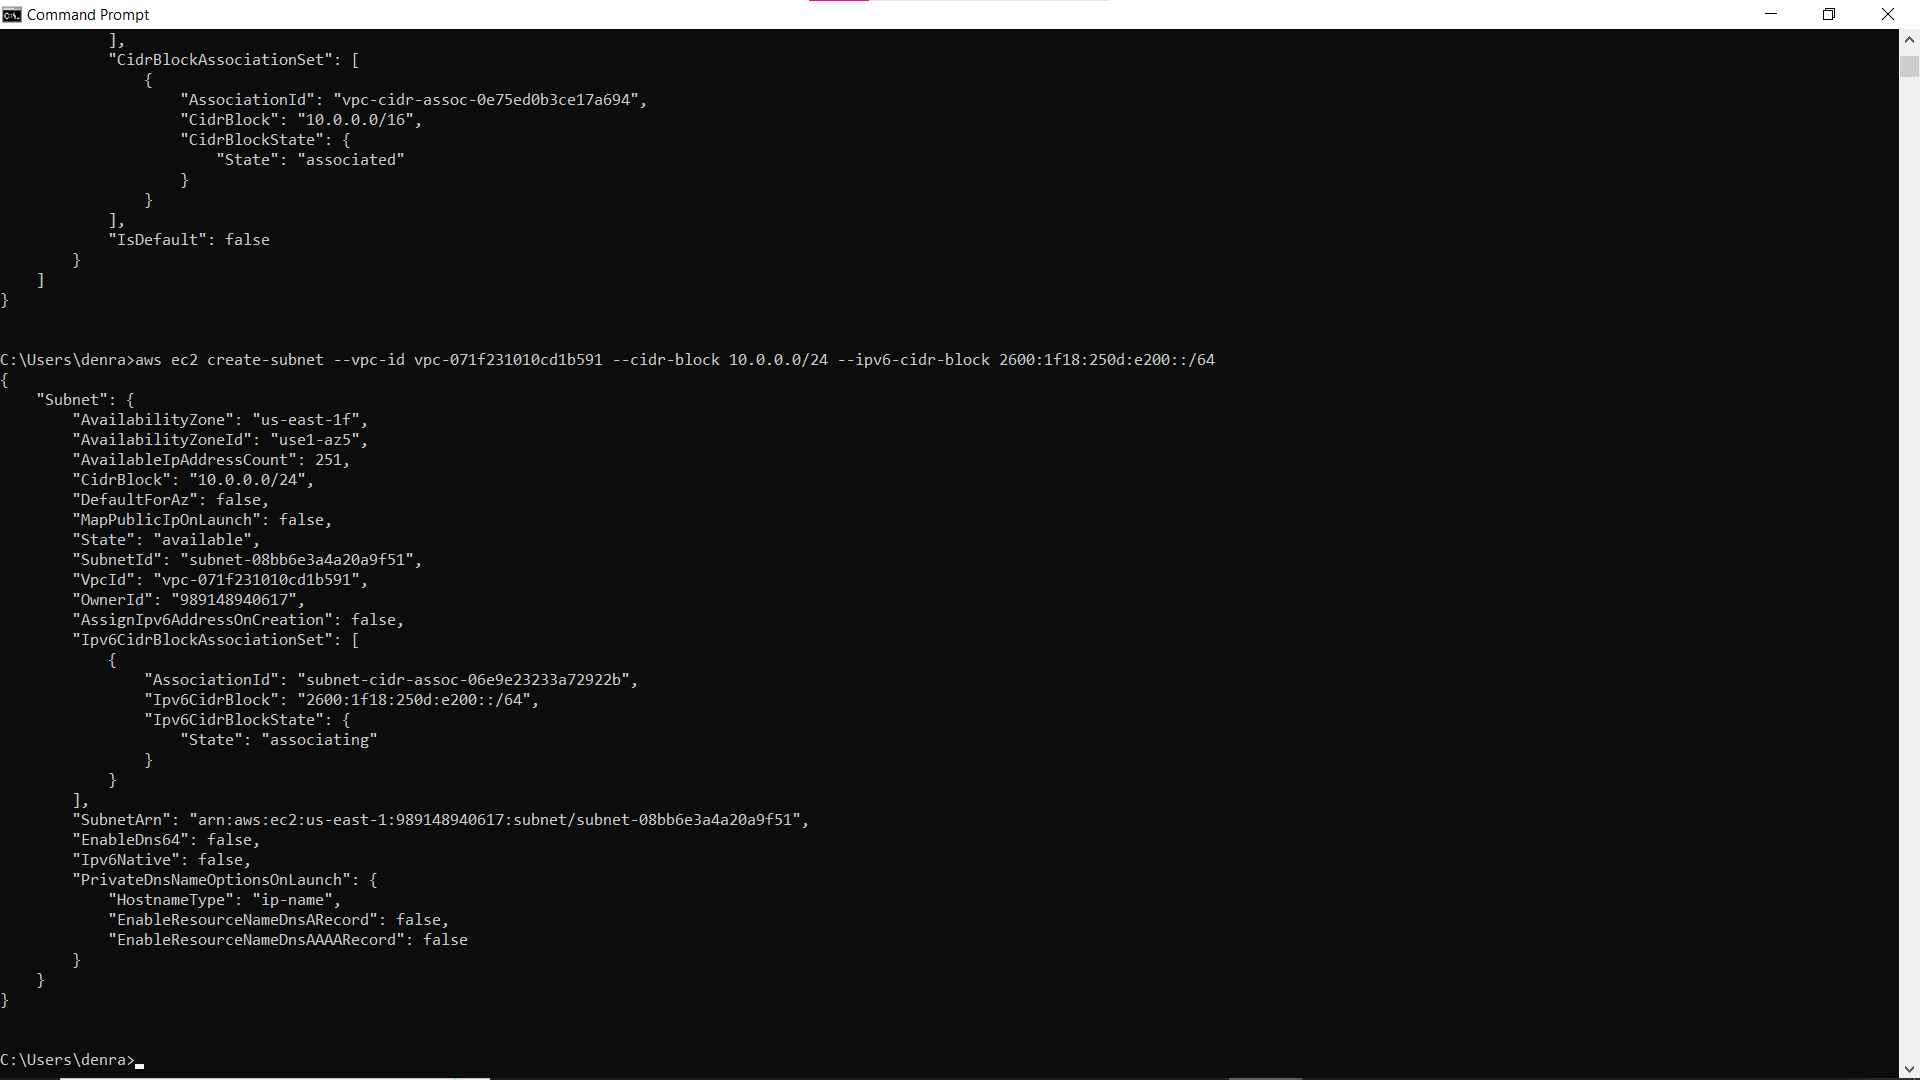 Command Prompt
            ],
            "CidrBlockAssociationSet": [
                {
                    "AssociationId": "vpc-cidr-assoc-0e75ed0b3ce17a694",
                    "CidrBlock": "10.0.0.0/16",
                    "CidrBlockState": {
                        "State": "associated"
                    }
                }
            ],
            "IsDefault": false
        }
    ]
}
C:\Users\denra>aws ec2 create-subnet --vpc-id vpc-071f231010cd1b591 --cidr-block 10.0.0.0/24 --ipv6-cidr-block 2600:1f18:250d:e200::/64
{
    "Subnet": {
        "AvailabilityZone": "us-east-1f",
        "AvailabilityZoneId": "use1-az5",
        "AvailableIpAddressCount": 251,
        "CidrBlock": "10.0.0.0/24",
        "DefaultForAz": false,
        "MapPublicIpOnLaunch": false,
        "State": "available",
        "SubnetId": "subnet-08bb6e3a4a20a9f51",
        "VpcId": "vpc-071f231010cd1b591",
        "OwnerId": "989148940617",
        "AssignIpv6AddressOnCreation": false,
        "Ipv6CidrBlockAssociationSet": [
            {
                "AssociationId": "subnet-cidr-assoc-06e9e23233a72922b",
                "Ipv6CidrBlock": "2600:1f18:250d:e200::/64",
                "Ipv6CidrBlockState": {
                    "State": "associating"
                }
            }
        ],
        "SubnetArn": "arn:aws:ec2:us-east-1:989148940617:subnet/subnet-08bb6e3a4a20a9f51",
        "EnableDns64": false,
        "Ipv6Native": false,
        "PrivateDnsNameOptionsOnLaunch": {
            "HostnameType": "ip-name",
            "EnableResourceNameDnsARecord": false,
            "EnableResourceNameDnsAAAARecord": false
        }
    }
}
C:\Users\denra>